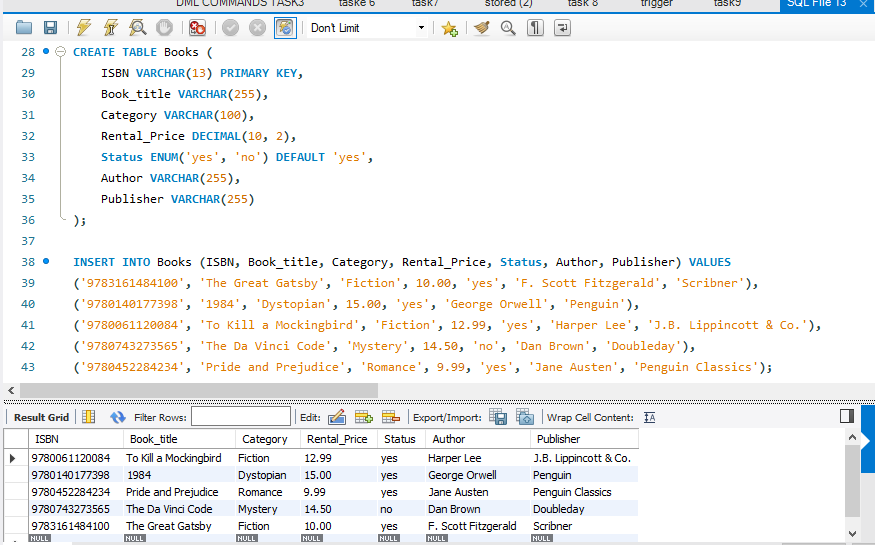 DML COMMANDS TASK3 taske 6 task7 stored (2) task 8 trigger task9 SQL File 13
Don't Limit
28 CREATE TABLE Books (
29 ISBN VARCHAR(13) PRIMARY KEY,
30 Book_title VARCHAR(255),
31 Category VARCHAR(100),
32 Rental_Price DECIMAL(10, 2),
33 Status ENUM('yes', 'no') DEFAULT 'yes',
34 Author VARCHAR(255),
35 Publisher VARCHAR(255)
36 );
37
38 INSERT INTO Books (ISBN, Book_title, Category, Rental_Price, Status, Author, Publisher) VALUES
39 ('9783161484100', 'The Great Gatsby', 'Fiction', 10.00, 'yes', 'F. Scott Fitzgerald', 'Scribner'),
40 ('9780140177398', '1984', 'Dystopian', 15.00, 'yes', 'George Orwell', 'Penguin'),
41 ('9780061120084', 'To Kill a Mockingbird', 'Fiction', 12.99, 'yes', 'Harper Lee', 'J.B. Lippincott & Co.'),
42 ('9780743273565', 'The Da Vinci Code', 'Mystery', 14.50, 'no', 'Dan Brown', 'Doubleday'),
43 ('9780452284234', 'Pride and Prejudice', 'Romance', 9.99, 'yes', 'Jane Austen', 'Penguin Classics');
Result Grid Filter Rows: Edit: Export/Import: Wrap Cell Content:
ISBN Book_title Category Rental_Price Status Author Publisher
9780061120084 To Kill a Mockingbird Fiction 12.99 yes Harper Lee J.B. Lippincott & Co.
9780140177398 1984 Dystopian 15.00 yes George Orwell Penguin
9780452284234 Pride and Prejudice Romance 9.99 yes Jane Austen Penguin Classics
9780743273565 The Da Vinci Code Mystery 14.50 no Dan Brown Doubleday
9783161484100 The Great Gatsby Fiction 10.00 yes F. Scott Fitzgerald Scribner
NULL NULL NULL NULL NULL NULL NULL